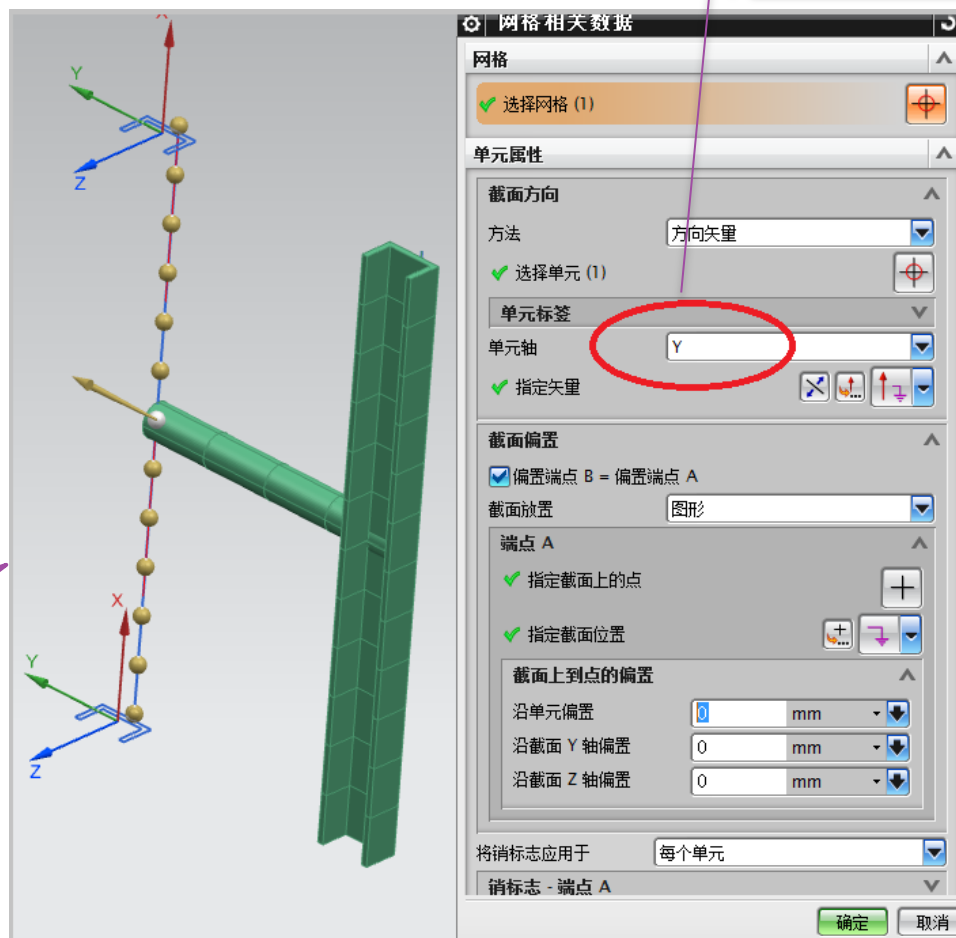 网格相关数据
网格
选择网格 (1)
单元属性
截面方向
方法 方向矢量
选择单元 (1)
单元标签
单元轴 Y
指定矢量
截面偏置
偏置端点 B = 偏置端点 A
截面放置 图形
端点 A
指定截面上的点
指定截面位置
截面上到点的偏置
沿单元偏置 0 mm
沿截面 Y 轴偏置 0 mm
沿截面 Z 轴偏置 0 mm
将销标志应用于 每个单元
销标志 - 端点 A
确定 取消
X
Y
Z
X
Y
Z